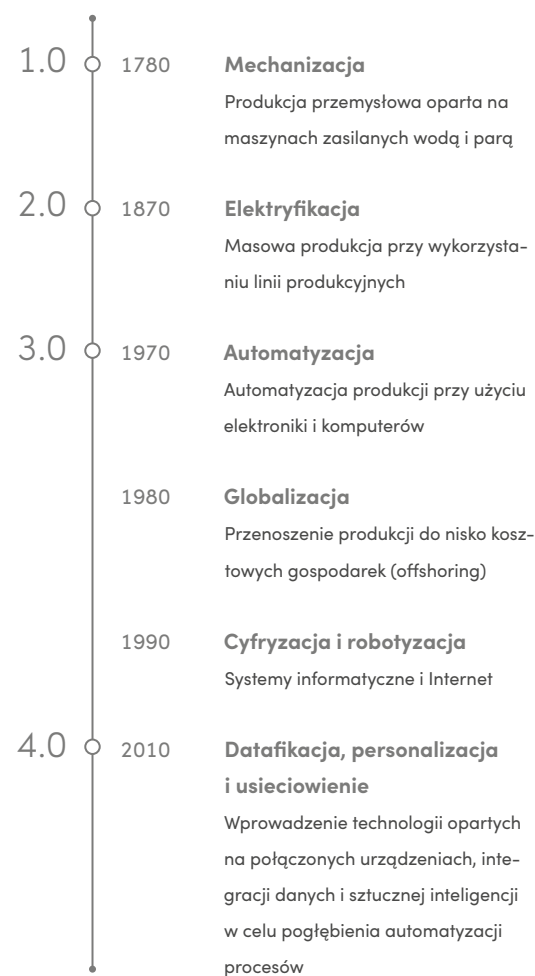 1.0 1780 Mechanizacja
Produkcja przemysłowa oparta na
maszynach zasilanych wodą i parą
2.0 1870 Elektryfikacja
Masowa produkcja przy wykorzysta-
niu linii produkcyjnych
3.0 1970 Automatyzacja
Automatyzacja produkcji przy użyciu
elektroniki i komputerów
1980 Globalizacja
Przenoszenie produkcji do nisko kosz-
towych gospodarek (offshoring)
1990 Cyfryzacja i robotyzacja
Systemy informatyczne i Internet
4.0 2010 Datafikacja, personalizacja
i usieciowienie
Wprowadzenie technologii opartych
na połączonych urządzeniach, inte-
gracji danych i sztucznej inteligencji
w celu pogłębienia automatyzacji
procesów